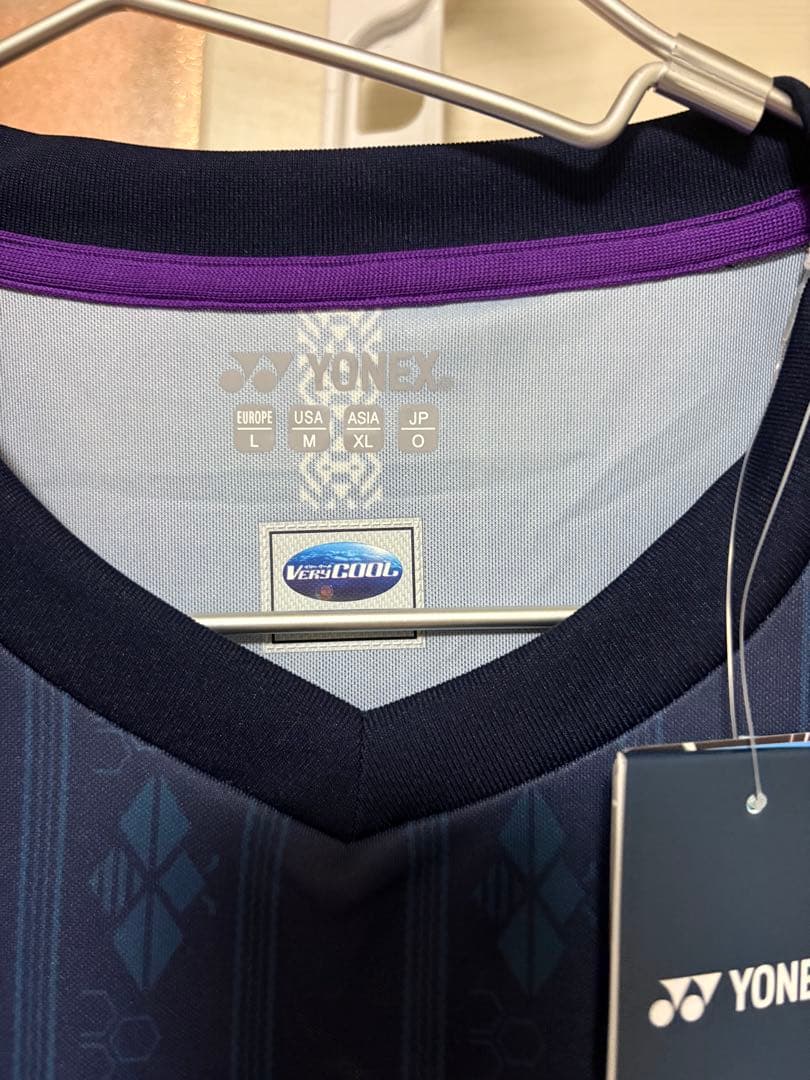 YONEX
EUROPE USA ASIA JP
L M XL O
VERYCOOL
YONE